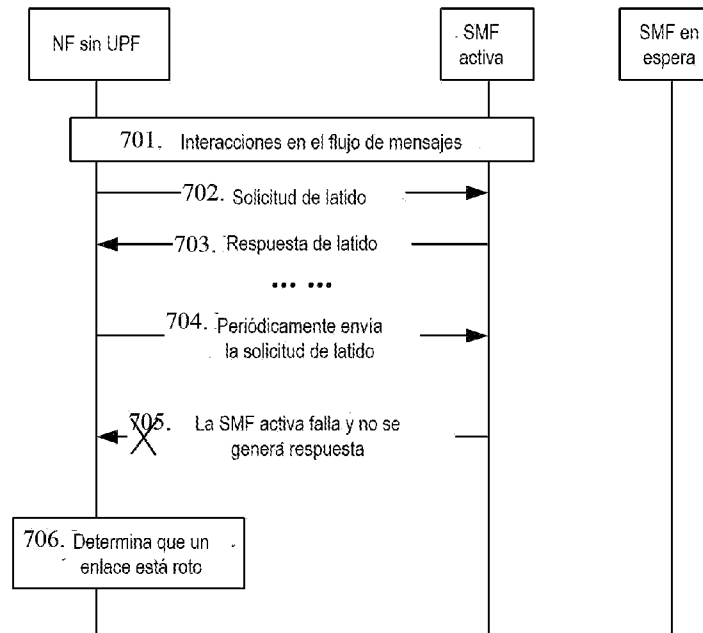 NF sin UPF
SMF
activa
SMF en
espera
701. Interacciones en el flujo de mensajes
702. Solicitud de latido
703. Respuesta de latido
... ...
704. Periódicamente envía
la solicitud de latido
705. La SMF activa falla y no se
genera respuesta
706. Determina que un
enlace está roto